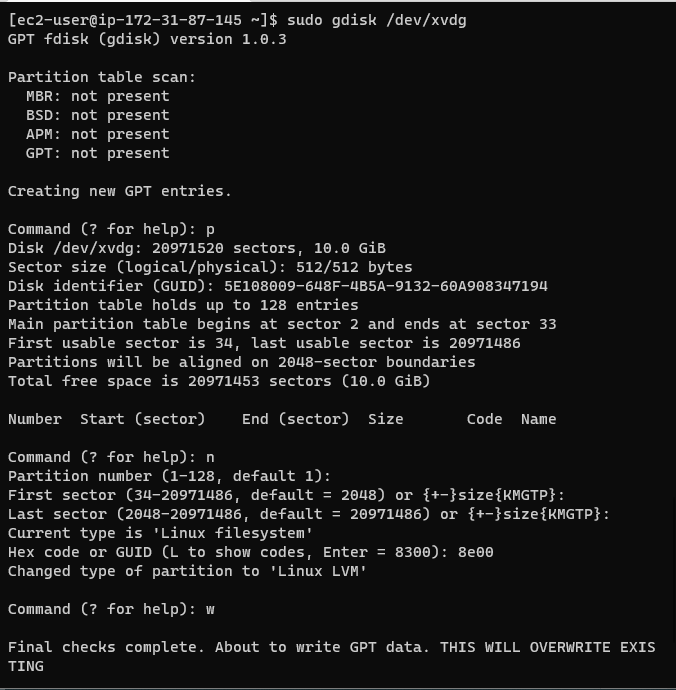 [ec2-user@ip-172-31-87-145 ~]$ sudo gdisk /dev/xvdg
GPT fdisk (gdisk) version 1.0.3
Partition table scan:
  MBR: not present
  BSD: not present
  APM: not present
  GPT: not present
Creating new GPT entries.
Command (? for help): p
Disk /dev/xvdg: 20971520 sectors, 10.0 GiB
Sector size (logical/physical): 512/512 bytes
Disk identifier (GUID): 5E108009-648F-4B5A-9132-60A908347194
Partition table holds up to 128 entries
Main partition table begins at sector 2 and ends at sector 33
First usable sector is 34, last usable sector is 20971486
Partitions will be aligned on 2048-sector boundaries
Total free space is 20971453 sectors (10.0 GiB)
Number  Start (sector)    End (sector)  Size       Code  Name
Command (? for help): n
Partition number (1-128, default 1):
First sector (34-20971486, default = 2048) or {+-}size{KMGTP}:
Last sector (2048-20971486, default = 20971486) or {+-}size{KMGTP}:
Current type is 'Linux filesystem'
Hex code or GUID (L to show codes, Enter = 8300): 8e00
Changed type of partition to 'Linux LVM'
Command (? for help): w
Final checks complete. About to write GPT data. THIS WILL OVERWRITE EXIS
TING